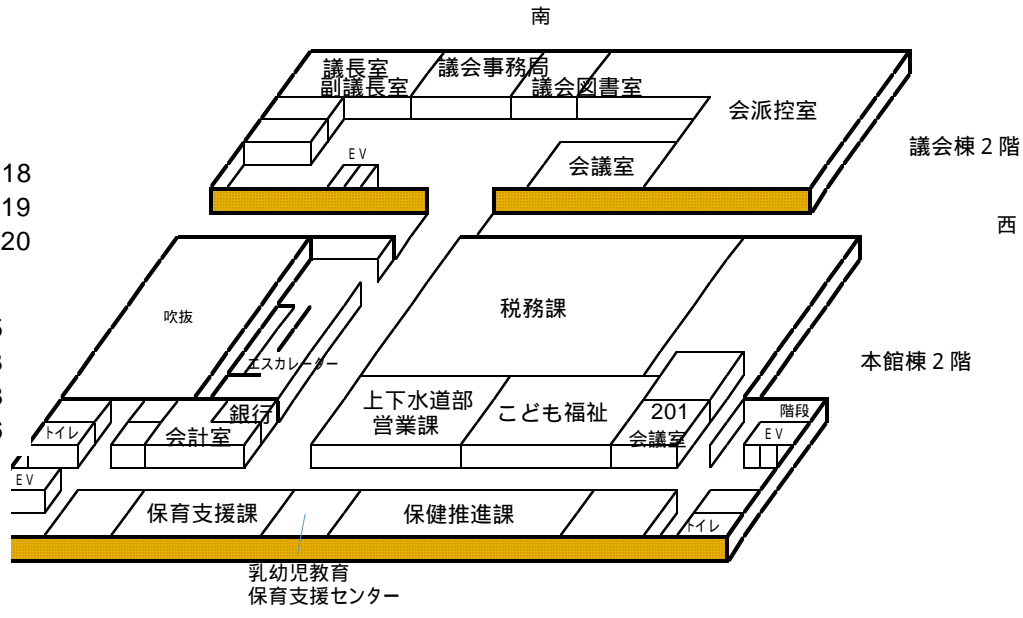 南
議長室
副議長室
議会事務局
議会図書室
会派控室
議会棟２階
EV
会議室
18
19
20
西
吹抜
税務課
エスカレーター
本館棟２階
銀行
会計室
上下水道部
営業課
こども福祉
201
会議室
階段
EV
トイレ
EV
保育支援課
保健推進課
トイレ
乳幼児教育
保育支援センター